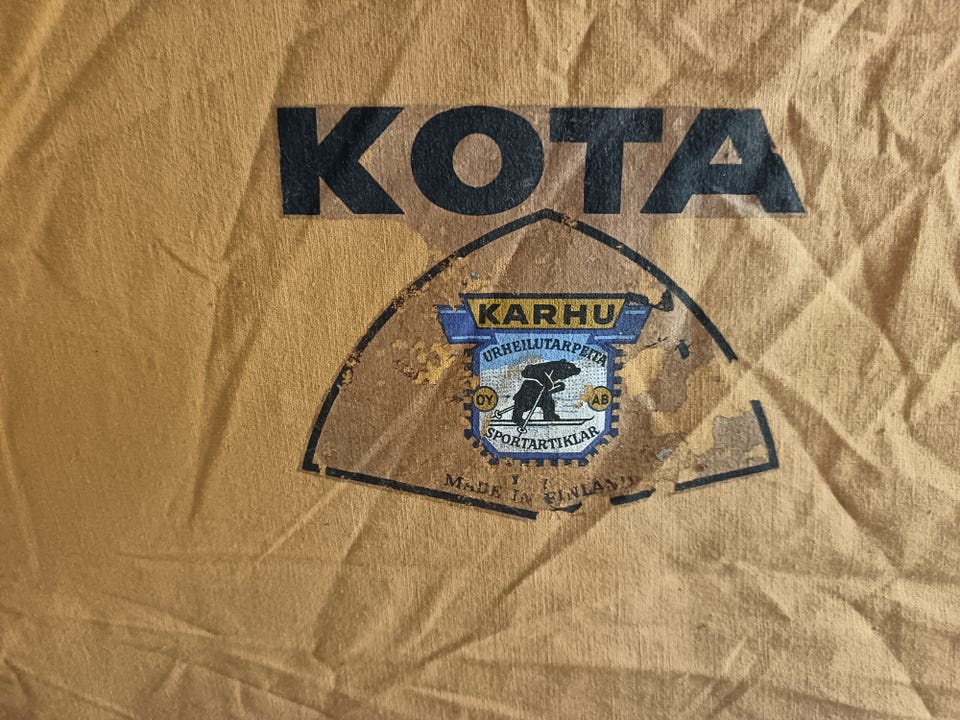 KOTA
KARHU
URHEILUTARPEITA
OY AB
SPORTARTIKLAR
MADE IN FINLAND